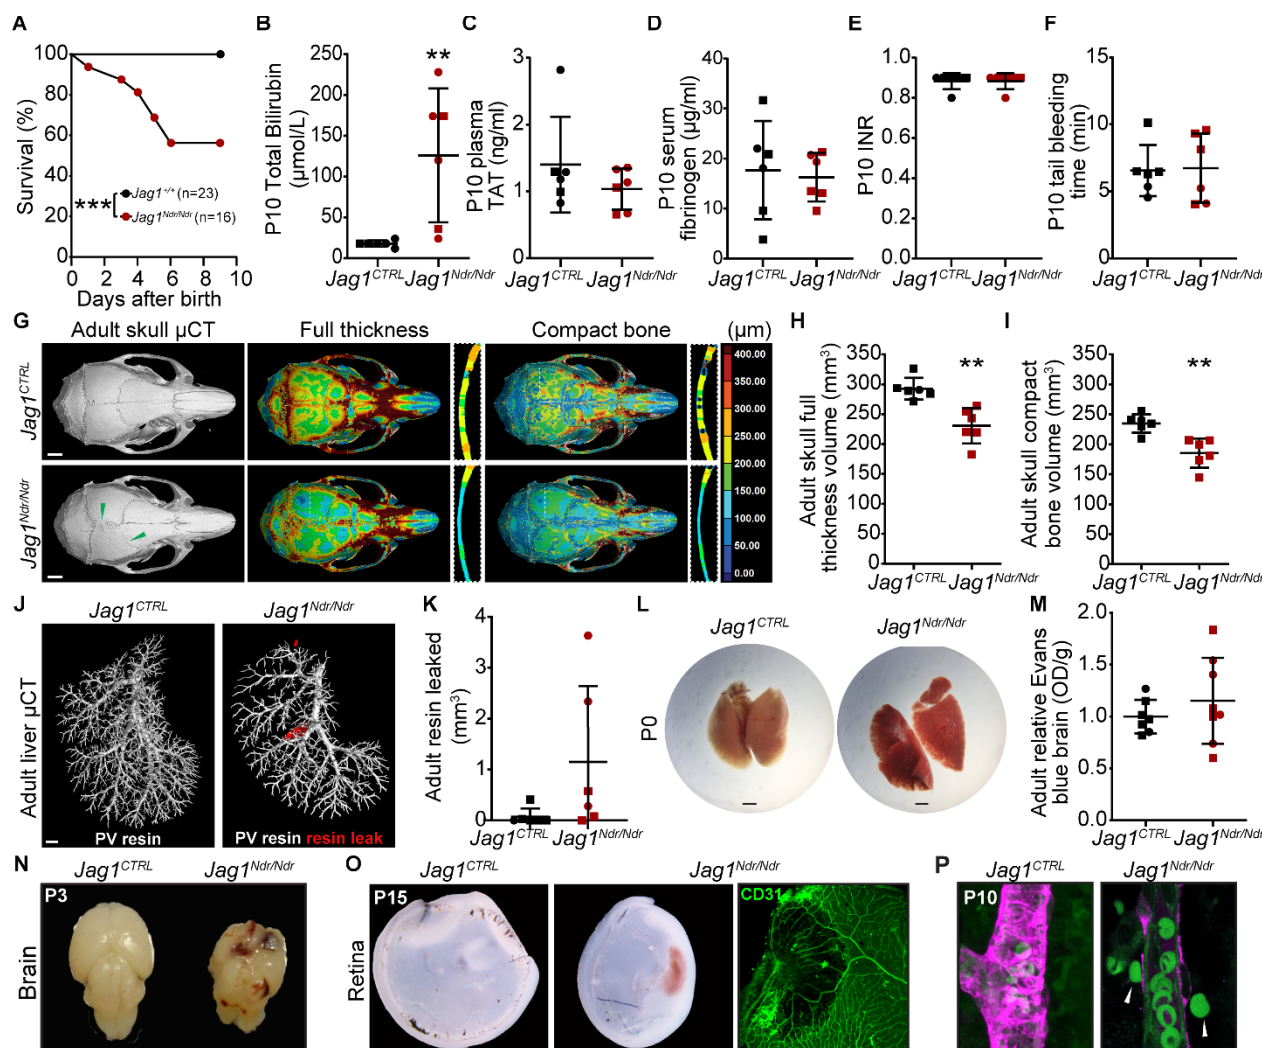 A
Survival (%)
100
80
60
40
20
0
0 2 4 6 8 10
Days after birth
***
Jag1+/+ (n=23)
Jag1Ndr/Ndr (n=16)
B
P10 Total Bilirubin
(µmol/L)
250
200
150
100
50
0
**
Jag1CTRL Jag1Ndr/Ndr
C
P10 plasma
TAT (ng/ml)
3
2
1
0
Jag1CTRL Jag1Ndr/Ndr
D
P10 serum
fibrinogen (µg/ml)
40
30
20
10
0
Jag1CTRL Jag1Ndr/Ndr
E
P10 INR
1.0
0.8
0.6
0.4
0.2
0.0
Jag1CTRL Jag1Ndr/Ndr
F
P10 tail bleeding
time (min)
15
10
5
0
Jag1CTRL Jag1Ndr/Ndr
G
Adult skull µCT Full thickness Compact bone (µm)
Jag1CTRL
Jag1Ndr/Ndr
400.00
350.00
300.00
250.00
200.00
150.00
100.00
50.00
0.00
H
Adult skull full
thickness volume (mm3)
350
300
250
200
150
100
50
0
**
Jag1CTRL Jag1Ndr/Ndr
I
Adult skull compact
bone volume (mm3)
350
300
250
200
150
100
50
0
**
Jag1CTRL Jag1Ndr/Ndr
J
Jag1CTRL Jag1Ndr/Ndr
Adult liver µCT
PV resin
PV resin resin leak
K
Adult resin leaked
(mm3)
4
3
2
1
0
Jag1CTRL Jag1Ndr/Ndr
L
Jag1CTRL Jag1Ndr/Ndr
P0
M
Adult relative Evans
blue brain (OD/g)
2.0
1.5
1.0
0.5
0.0
Jag1CTRL Jag1Ndr/Ndr
N
Jag1CTRL Jag1Ndr/Ndr
P3
Brain
O
Jag1CTRL Jag1Ndr/Ndr
P15
CD31
Retina
P
Jag1CTRL Jag1Ndr/Ndr
P10